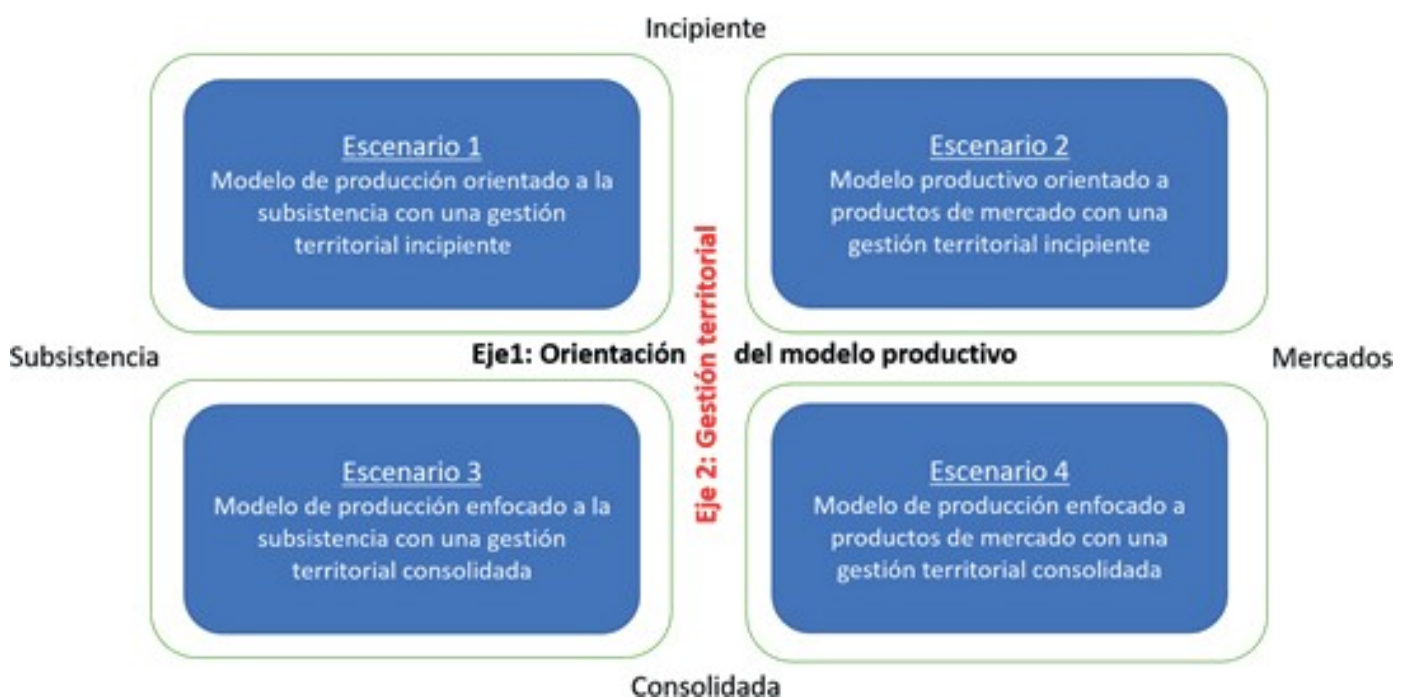 Incipiente
Escenario 1
Modelo de producción orientado a la
subsistencia con una gestión
territorial incipiente
Escenario 2
Modelo productivo orientado a
productos de mercado con una
gestión territorial incipiente
Subsistencia
Eje1: Orientación del modelo productivo
Mercados
Eje 2: Gestión territorial
Escenario 3
Modelo de producción enfocado a la
subsistencia con una gestión
territorial consolidada
Escenario 4
Modelo de producción enfocado a
productos de mercado con una
gestión territorial consolidada
Consolidada